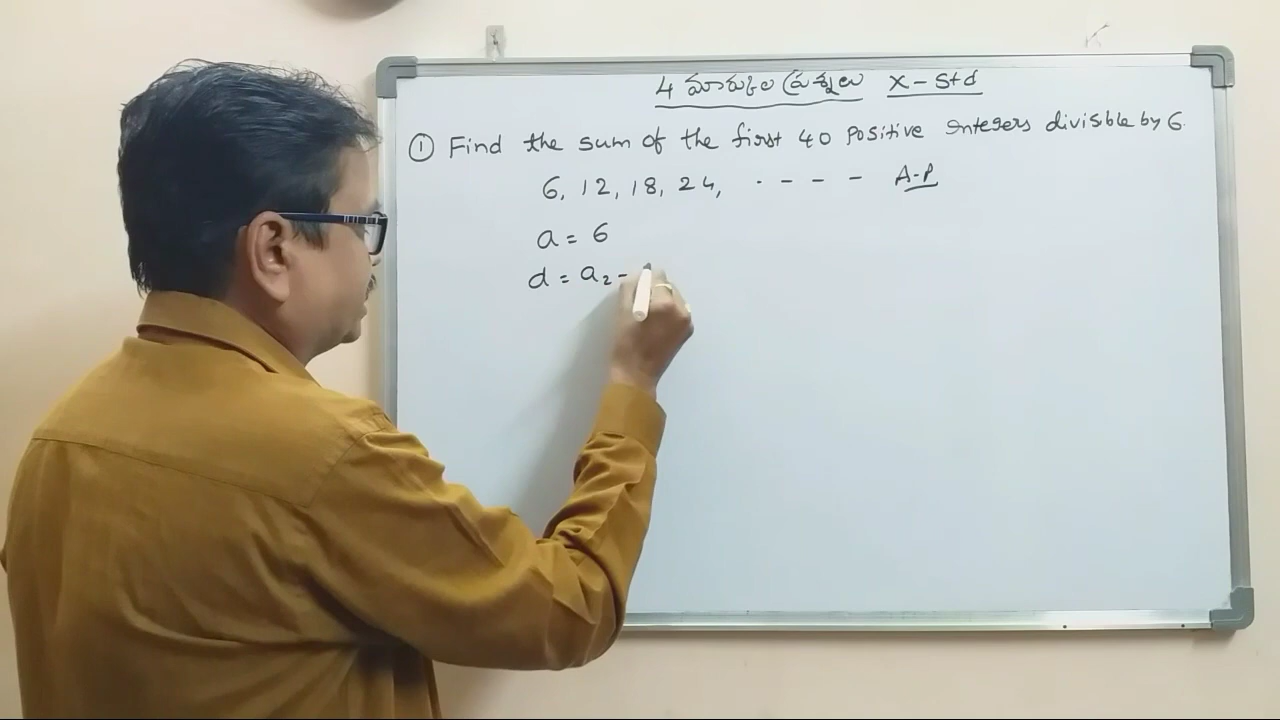 4 మార్కుల ప్రశ్నలు X - std
① Find the sum of the first 40 Positive Integers divisible by 6.
6, 12, 18, 24, . - - - - A-P
a = 6
d = a₂ -